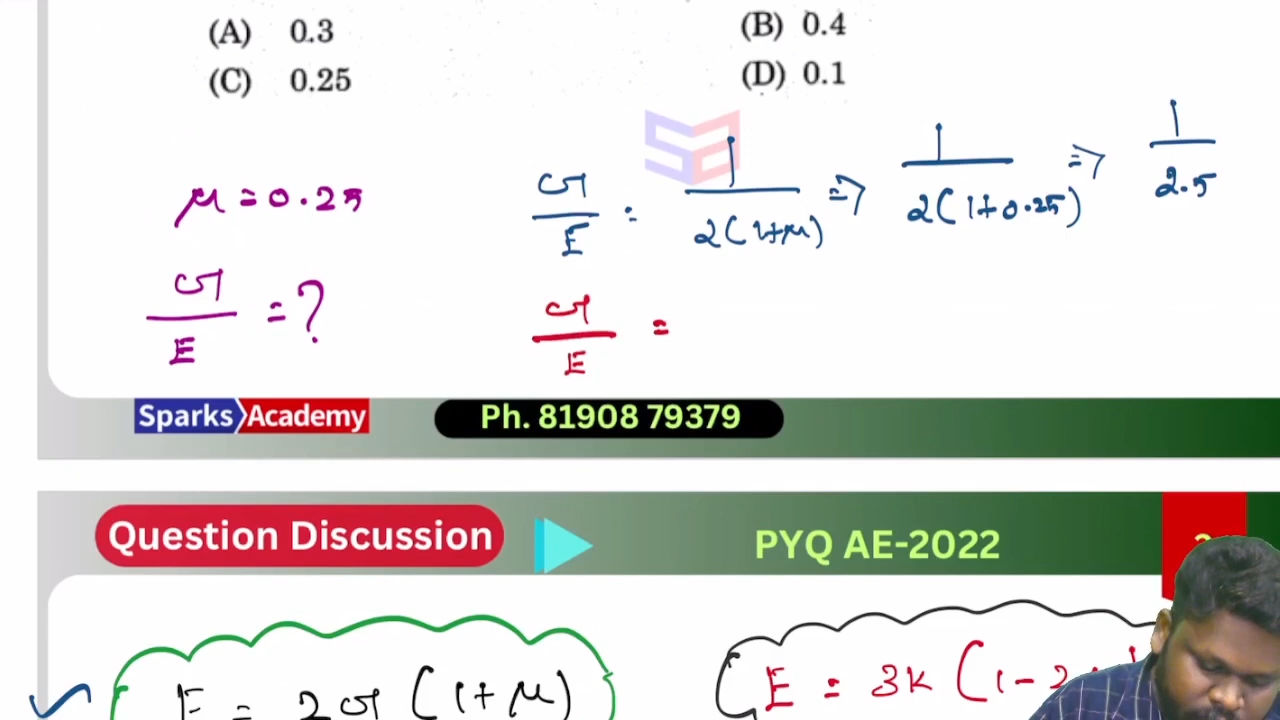 (A) 0.3 (B) 0.4
(C) 0.25 (D) 0.1
μ = 0.25
G/E = ?
G/E = 1/2(1+μ) ⇒ 1/2(1+0.25) ⇒ 1/2.5
G/E =
Sparks Academy Ph. 81908 79379
Question Discussion PYQ AE-2022
E = 2G (1+μ) E = 3K (1-2